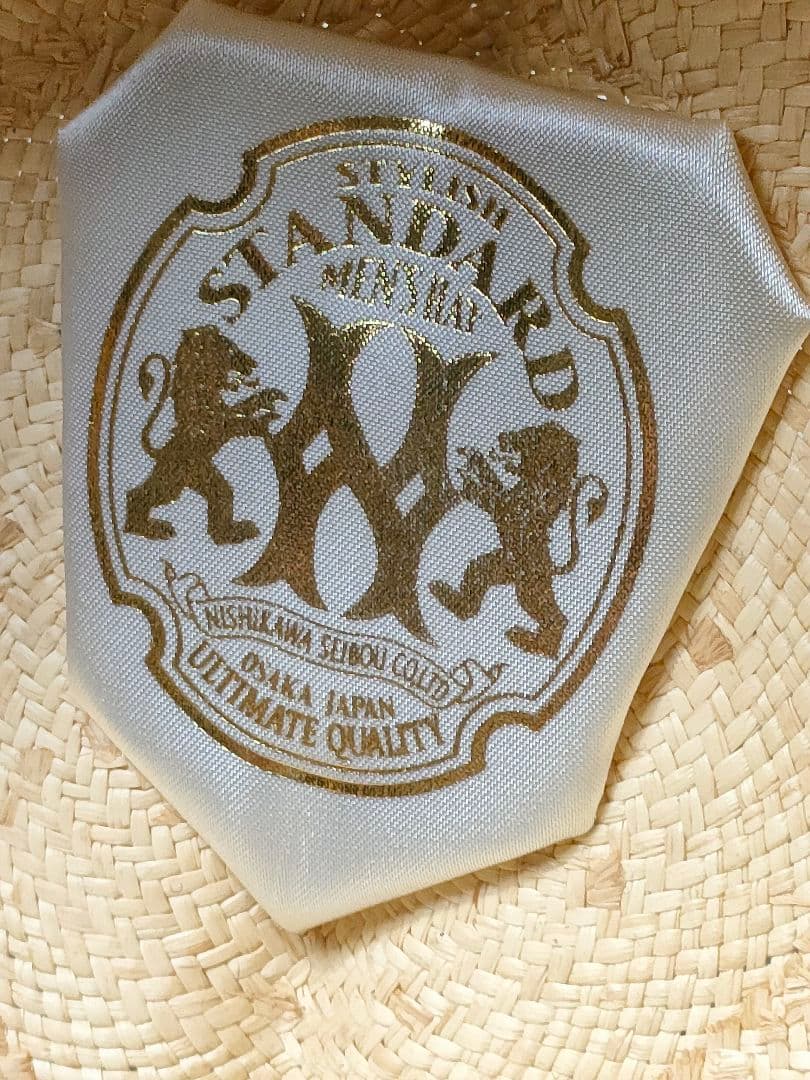 STYLISH
STANDARD
MEN'S HAT
NISHIKAWA SEIBOU CO.LTD
OSAKA JAPAN
ULTIMATE QUALITY